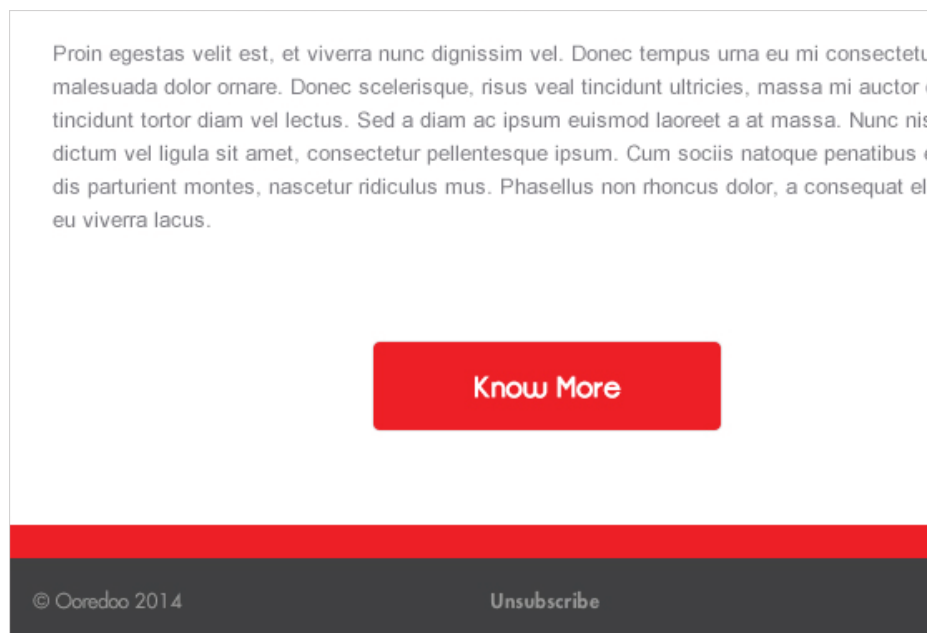 Proin egestas velit est, et viverra nunc dignissim vel. Donec tempus urna eu mi consectetu
malesuada dolor ornare. Donec scelerisque, risus veal tincidunt ultricies, massa mi auctor
tincidunt tortor diam vel lectus. Sed a diam ac ipsum euismod laoreet a at massa. Nunc nis
dictum vel ligula sit amet, consectetur pellentesque ipsum. Cum sociis natoque penatibus
dis parturient montes, nascetur ridiculus mus. Phasellus non rhoncus dolor, a consequat el
eu viverra lacus.
Know More
© Ooredoo 2014
Unsubscribe